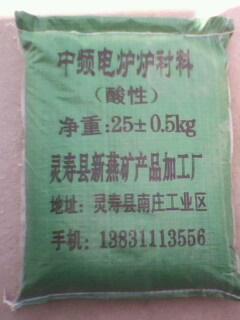 中频电炉炉衬料
（酸性）
净重:25±0.5kg
灵寿县新燕矿产品加工厂
地址：灵寿县南庄工业区
手机：13831113556